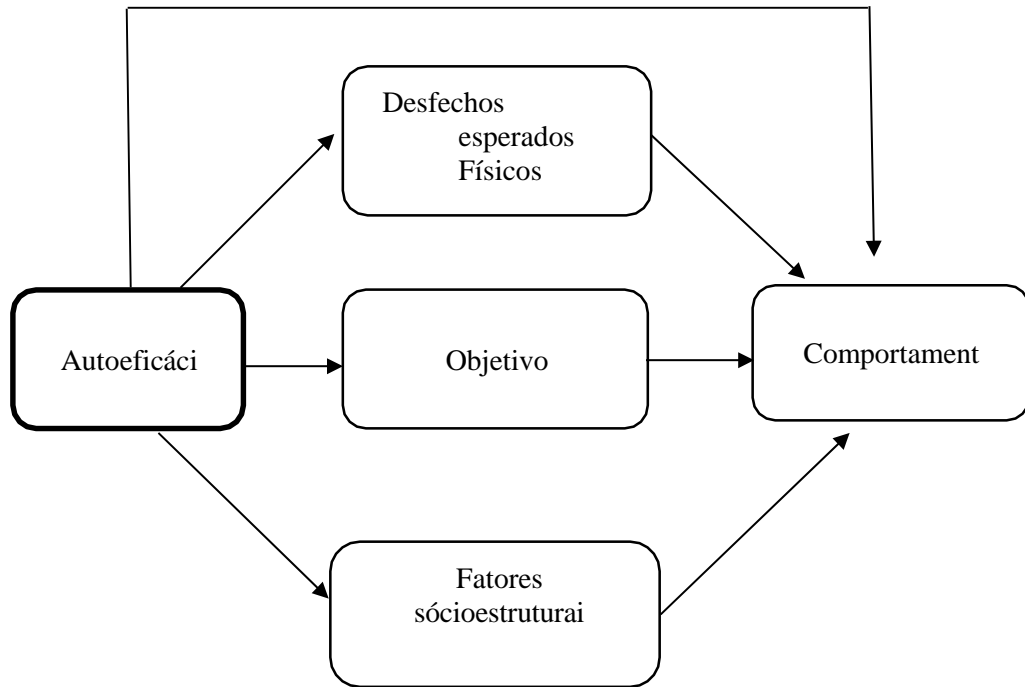 Desfechos
esperados
Físicos
Autoeficáci
Objetivo
Comportament
Fatores
sócioestruturai